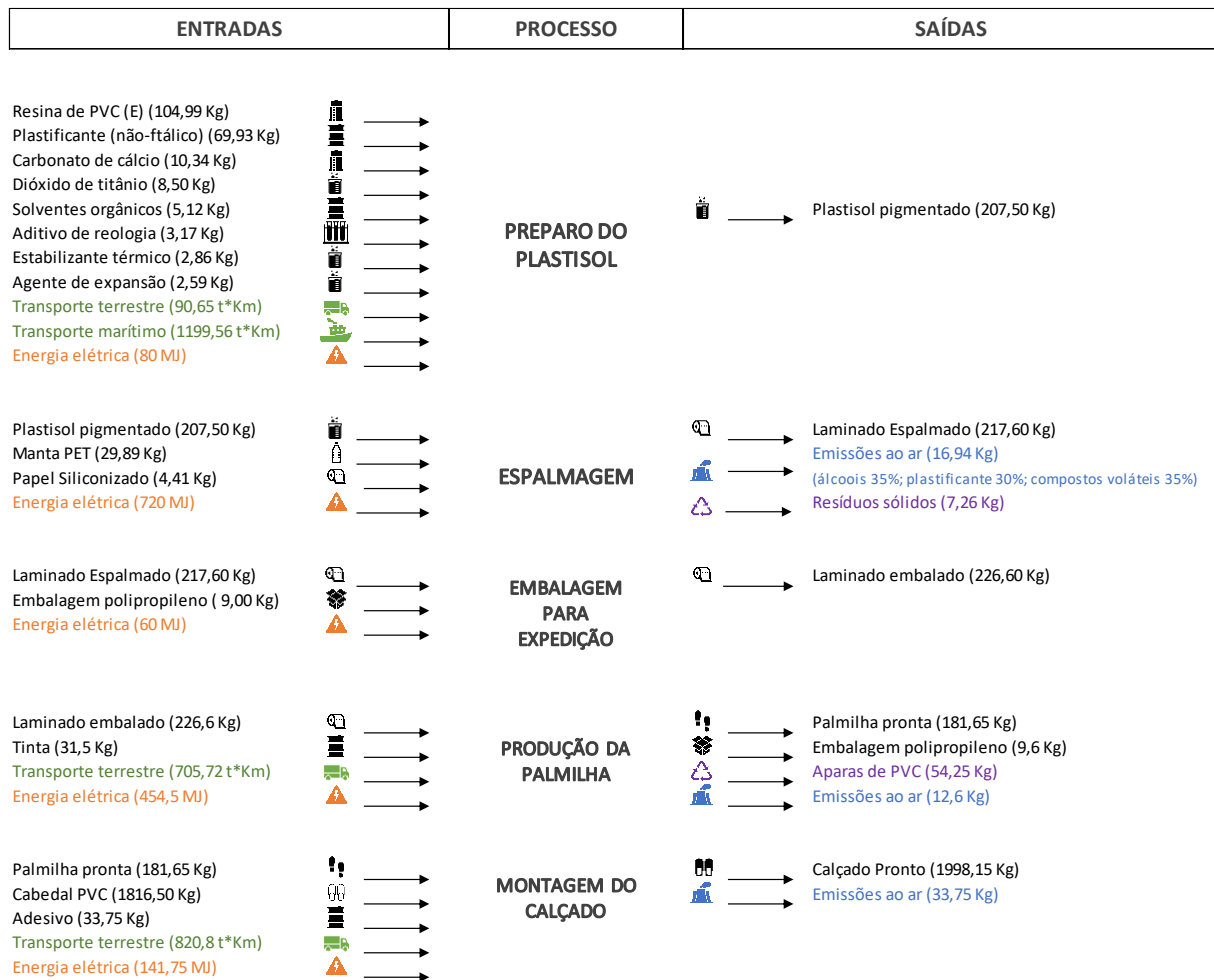 ENTRADAS
PROCESSO
SAÍDAS
Resina de PVC (E) (104,99 Kg)
Plastificante (não-ftálico) (69,93 Kg)
Carbonato de cálcio (10,34 Kg)
Dióxido de titânio (8,50 Kg)
Solventes orgânicos (5,12 Kg)
Aditivo de reologia (3,17 Kg)
Estabilizante térmico (2,86 Kg)
Agente de expansão (2,59 Kg)
Transporte terrestre (90,65 t*Km)
Transporte marítimo (1199,56 t*Km)
Energia elétrica (80 MJ)
PREPARO DO
PLASTISOL
Plastisol pigmentado (207,50 Kg)
Plastisol pigmentado (207,50 Kg)
Manta PET (29,89 Kg)
Papel Siliconizado (4,41 Kg)
Energia elétrica (720 MJ)
ESPALMAGEM
Laminado Espalmado (217,60 Kg)
Emissões ao ar (16,94 Kg)
(álcoois 35%; plastificante 30%; compostos voláteis 35%)
Resíduos sólidos (7,26 Kg)
Laminado Espalmado (217,60 Kg)
Embalagem polipropileno ( 9,00 Kg)
Energia elétrica (60 MJ)
EMBALAGEM
PARA
EXPEDIÇÃO
Laminado embalado (226,60 Kg)
Laminado embalado (226,6 Kg)
Tinta (31,5 Kg)
Transporte terrestre (705,72 t*Km)
Energia elétrica (454,5 MJ)
PRODUÇÃO DA
PALMILHA
Palmilha pronta (181,65 Kg)
Embalagem polipropileno (9,6 Kg)
Aparas de PVC (54,25 Kg)
Emissões ao ar (12,6 Kg)
Palmilha pronta (181,65 Kg)
Cabedal PVC (1816,50 Kg)
Adesivo (33,75 Kg)
Transporte terrestre (820,8 t*Km)
Energia elétrica (141,75 MJ)
MONTAGEM DO
CALÇADO
Calçado Pronto (1998,15 Kg)
Emissões ao ar (33,75 Kg)